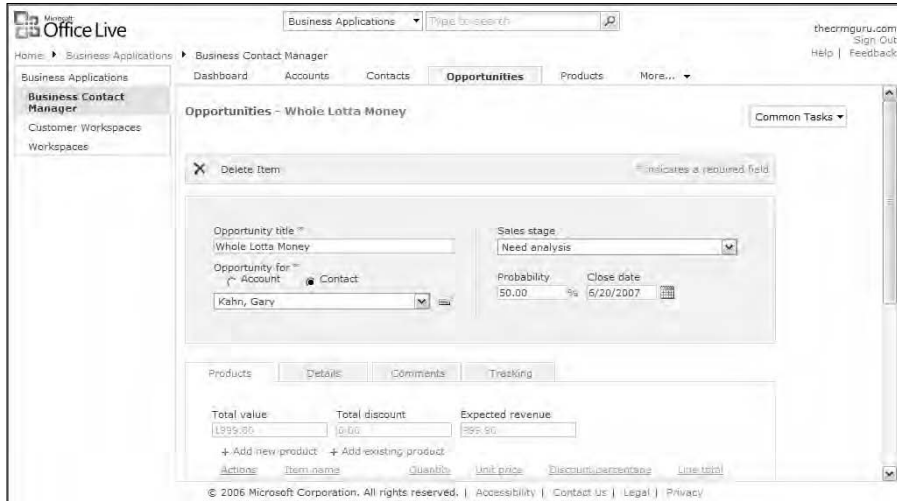 Microsoft
Office Live
Business Applications
Type to search
thecrmguru.com
Sign Out
Help | Feedback
Home ▶ Business Applications ▶ Business Contact Manager
Business Applications
Business Contact Manager
Customer Workspaces
Workspaces
Dashboard Accounts Contacts Opportunities Products More...
Opportunities - Whole Lotta Money
Common Tasks
Delete Item
* indicates a required field
Opportunity title *
Whole Lotta Money
Opportunity for *
Account Contact
Kahn, Gary
Sales stage
Need analysis
Probability Close date
50.00 % 6/20/2007
Products Details Comments Tracking
Total value Total discount Expected revenue
1999.80 0.00 999.90
+ Add new product + Add existing product
Actions Item name Quantity Unit price Discount percentage Line total
© 2006 Microsoft Corporation. All rights reserved. | Accessibility | Contact Us | Legal | Privacy